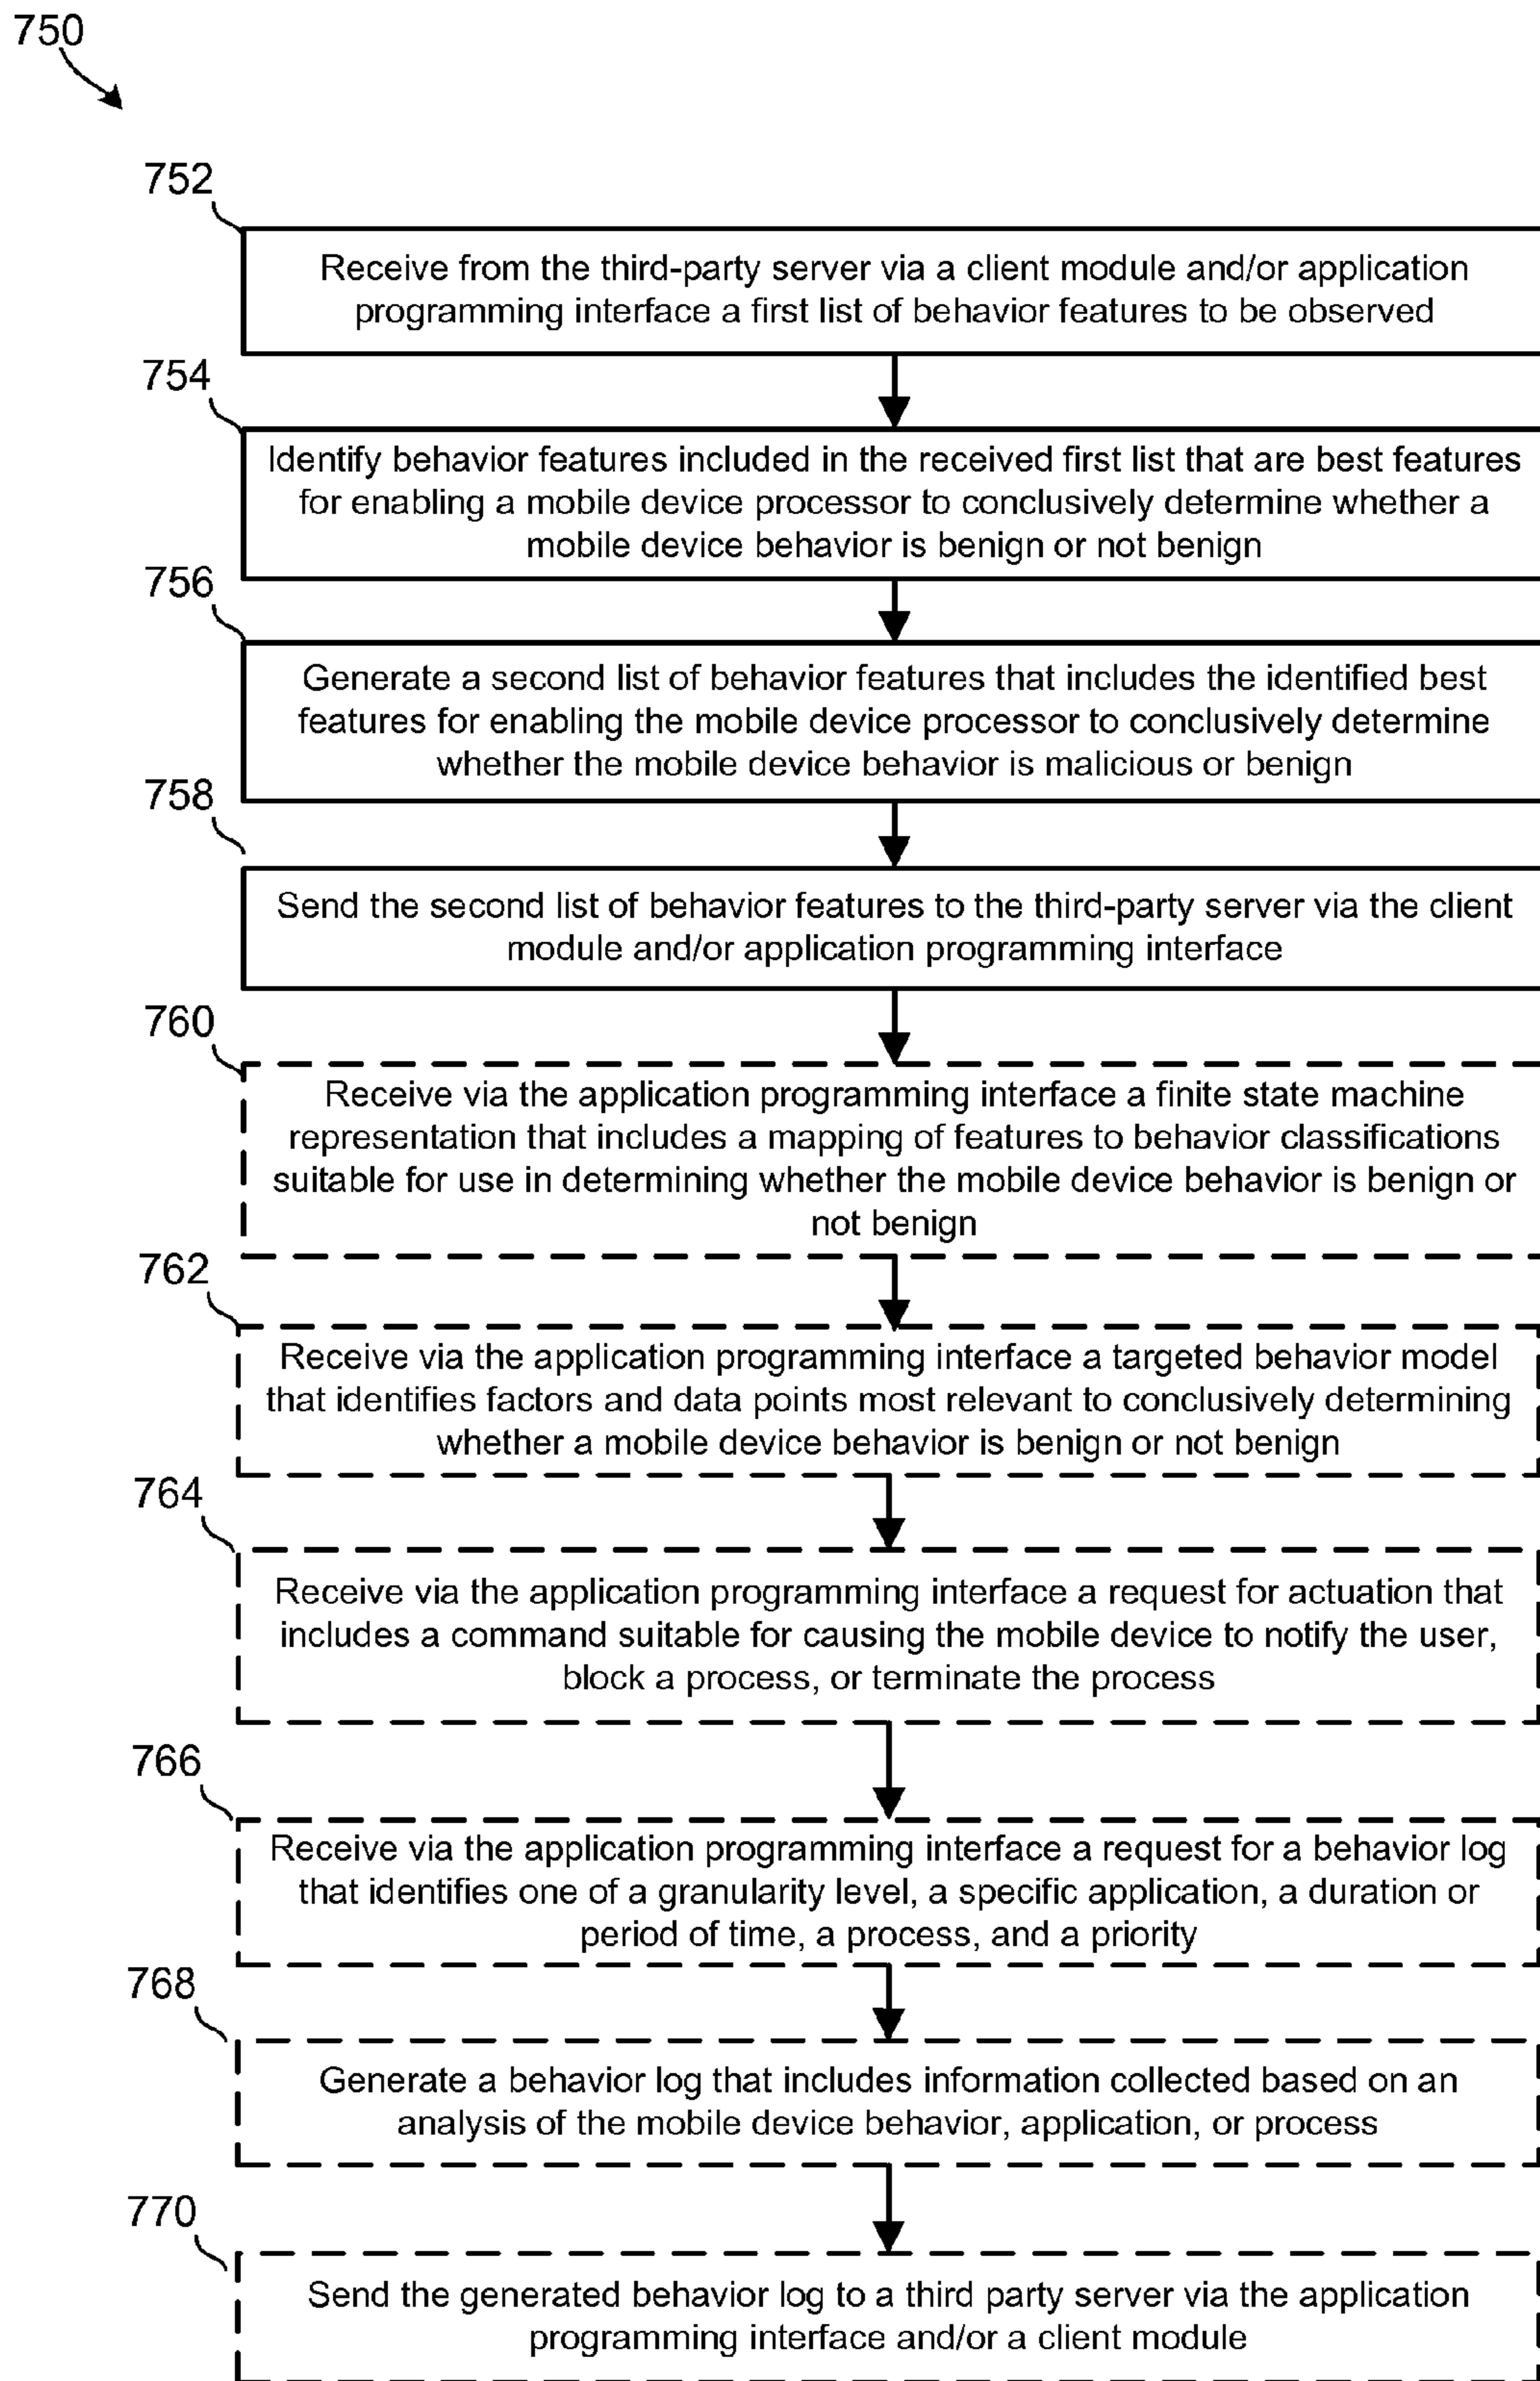 750
752
Receive from the third-party server via a client module and/or application
programming interface a first list of behavior features to be observed
754
Identify behavior features included in the received first list that are best features
for enabling a mobile device processor to conclusively determine whether a
mobile device behavior is benign or not benign
756
Generate a second list of behavior features that includes the identified best
features for enabling the mobile device processor to conclusively determine
whether the mobile device behavior is malicious or benign
758
Send the second list of behavior features to the third-party server via the client
module and/or application programming interface
760
Receive via the application programming interface a finite state machine
representation that includes a mapping of features to behavior classifications
suitable for use in determining whether the mobile device behavior is benign or
not benign
762
Receive via the application programming interface a targeted behavior model
that identifies factors and data points most relevant to conclusively determining
whether a mobile device behavior is benign or not benign
764
Receive via the application programming interface a request for actuation that
includes a command suitable for causing the mobile device to notify the user,
block a process, or terminate the process
766
Receive via the application programming interface a request for a behavior log
that identifies one of a granularity level, a specific application, a duration or
period of time, a process, and a priority
768
Generate a behavior log that includes information collected based on an
analysis of the mobile device behavior, application, or process
770
Send the generated behavior log to a third party server via the application
programming interface and/or a client module